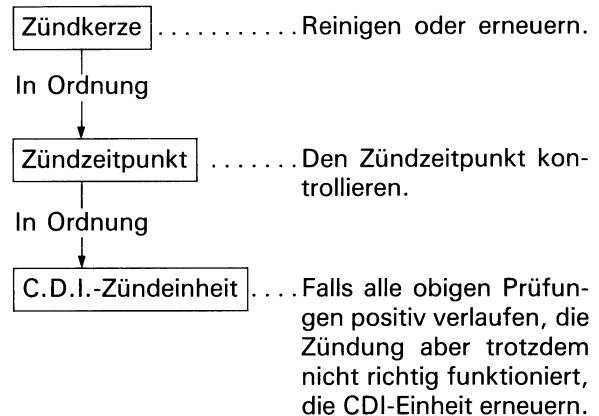 Zündkerze ........... Reinigen oder erneuern.
In Ordnung
Zündzeitpunkt ....... Den Zündzeitpunkt kon-
trollieren.
In Ordnung
C.D.I.-Zündeinheit .... Falls alle obigen Prüfun-
gen positiv verlaufen, die
Zündung aber trotzdem
nicht richtig funktioniert,
die CDI-Einheit erneuern.